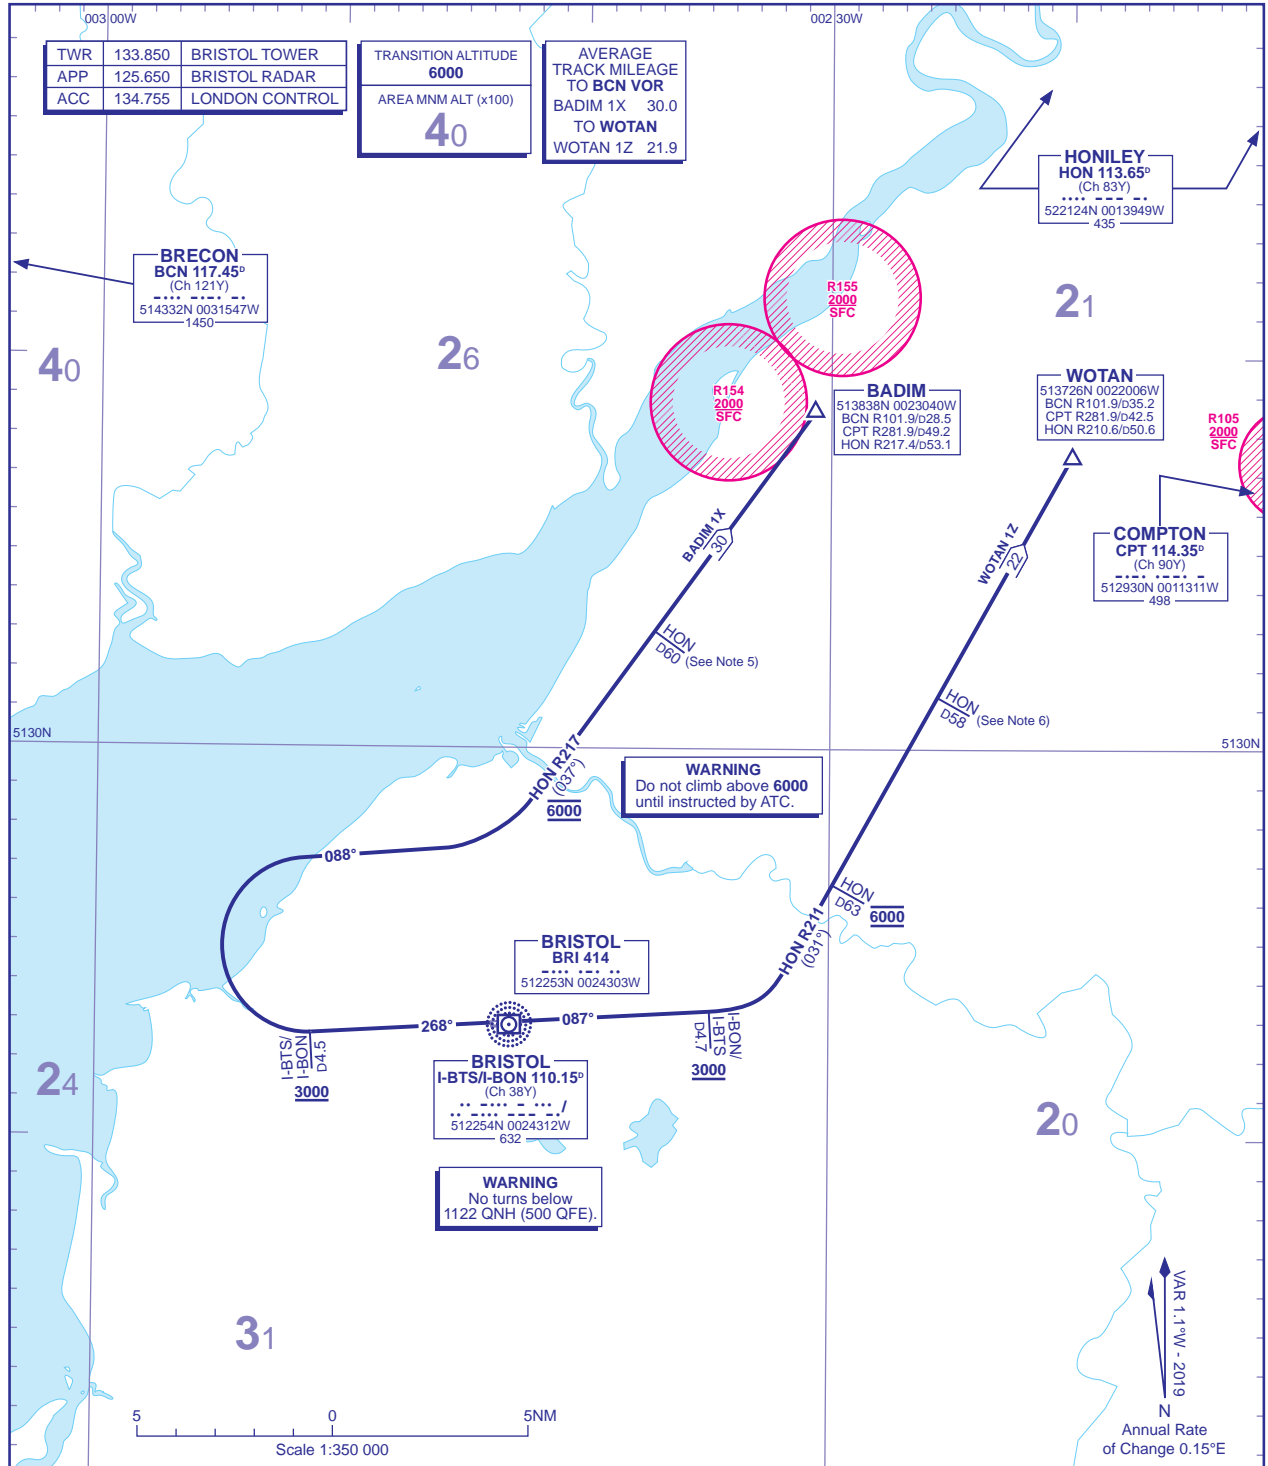 003 00W
002 30W
TWR 133.850 BRISTOL TOWER
APP 125.650 BRISTOL RADAR
ACC 134.755 LONDON CONTROL
TRANSITION ALTITUDE
6000
AREA MNM ALT (x100)
40
AVERAGE
TRACK MILEAGE
TO BCN VOR
BADIM 1X 30.0
TO WOTAN
WOTAN 1Z 21.9
HONILEY
HON 113.65D
(Ch 83Y)
522124N 0013949W
435
BRECON
BCN 117.45D
(Ch 121Y)
514332N 0031547W
1450
R155
2000
SFC
21
26
40
R154
2000
SFC
BADIM
513838N 0023040W
BCN R101.9/D28.5
CPT R281.9/D49.2
HON R217.4/D53.1
WOTAN
513726N 0022006W
BCN R101.9/D35.2
CPT R281.9/D42.5
HON R210.6/D50.6
R105
2000
SFC
COMPTON
CPT 114.35D
(Ch 90Y)
512930N 0011311W
498
BADIM 1X
30
WOTAN 1Z
22
HON
D60 (See Note 5)
HON
D58 (See Note 6)
5130N
5130N
HON R217
(037°)
6000
WARNING
Do not climb above 6000
until instructed by ATC.
088°
HON
D63 6000
HON R211
(031°)
BRISTOL
BRI 414
512253N 0024303W
268°
087°
I-BTS/
I-BON
D4.5
3000
I-BON/
I-BTS
D4.7
3000
BRISTOL
I-BTS/I-BON 110.15D
(Ch 38Y)
512254N 0024312W
632
24
20
WARNING
No turns below
1122 QNH (500 QFE).
31
VAR 1.1°W - 2019
N
Annual Rate
of Change 0.15°E
5 0 5NM
Scale 1:350 000